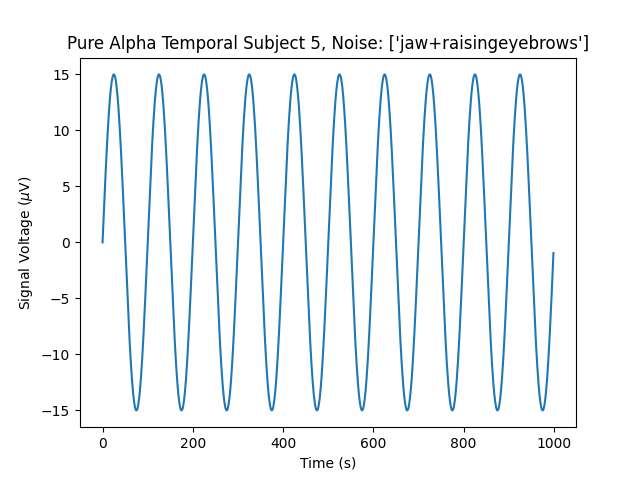 Pure Alpha Temporal Subject 5, Noise: ['jaw+raisingeyebrows']
15
10
5
0
−5
−10
−15
Signal Voltage (μV)
0 200 400 600 800 1000
Time (s)